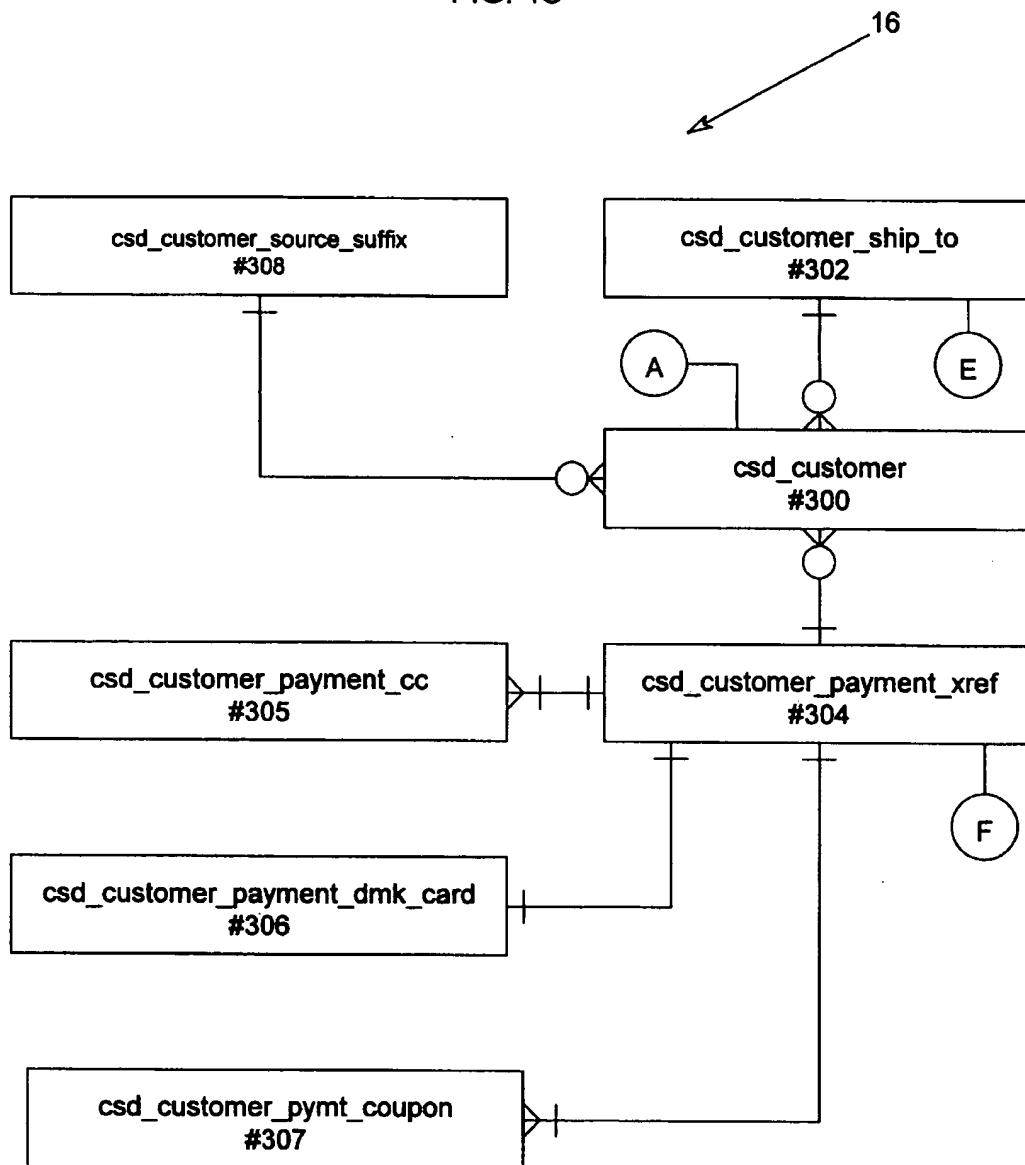 16
csd_customer_source_suffix
#308
csd_customer_ship_to
#302
A
E
csd_customer
#300
csd_customer_payment_cc
#305
csd_customer_payment_xref
#304
F
csd_customer_payment_dmk_card
#306
csd_customer_pymt_coupon
#307